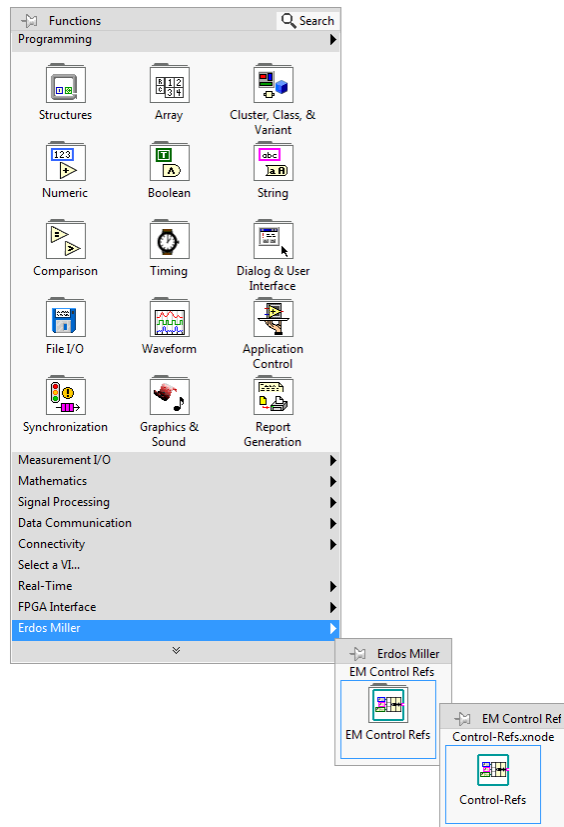 Functions
Search
Programming
Structures
Array
Cluster, Class, &
Variant
Numeric
Boolean
String
Comparison
Timing
Dialog & User
Interface
File I/O
Waveform
Application
Control
Synchronization
Graphics &
Sound
Report
Generation
Measurement I/O
Mathematics
Signal Processing
Data Communication
Connectivity
Select a VI...
Real-Time
FPGA Interface
Erdos Miller
Erdos Miller
EM Control Refs
EM Control Refs
EM Control Ref
Control-Refs.xnode
Control-Refs